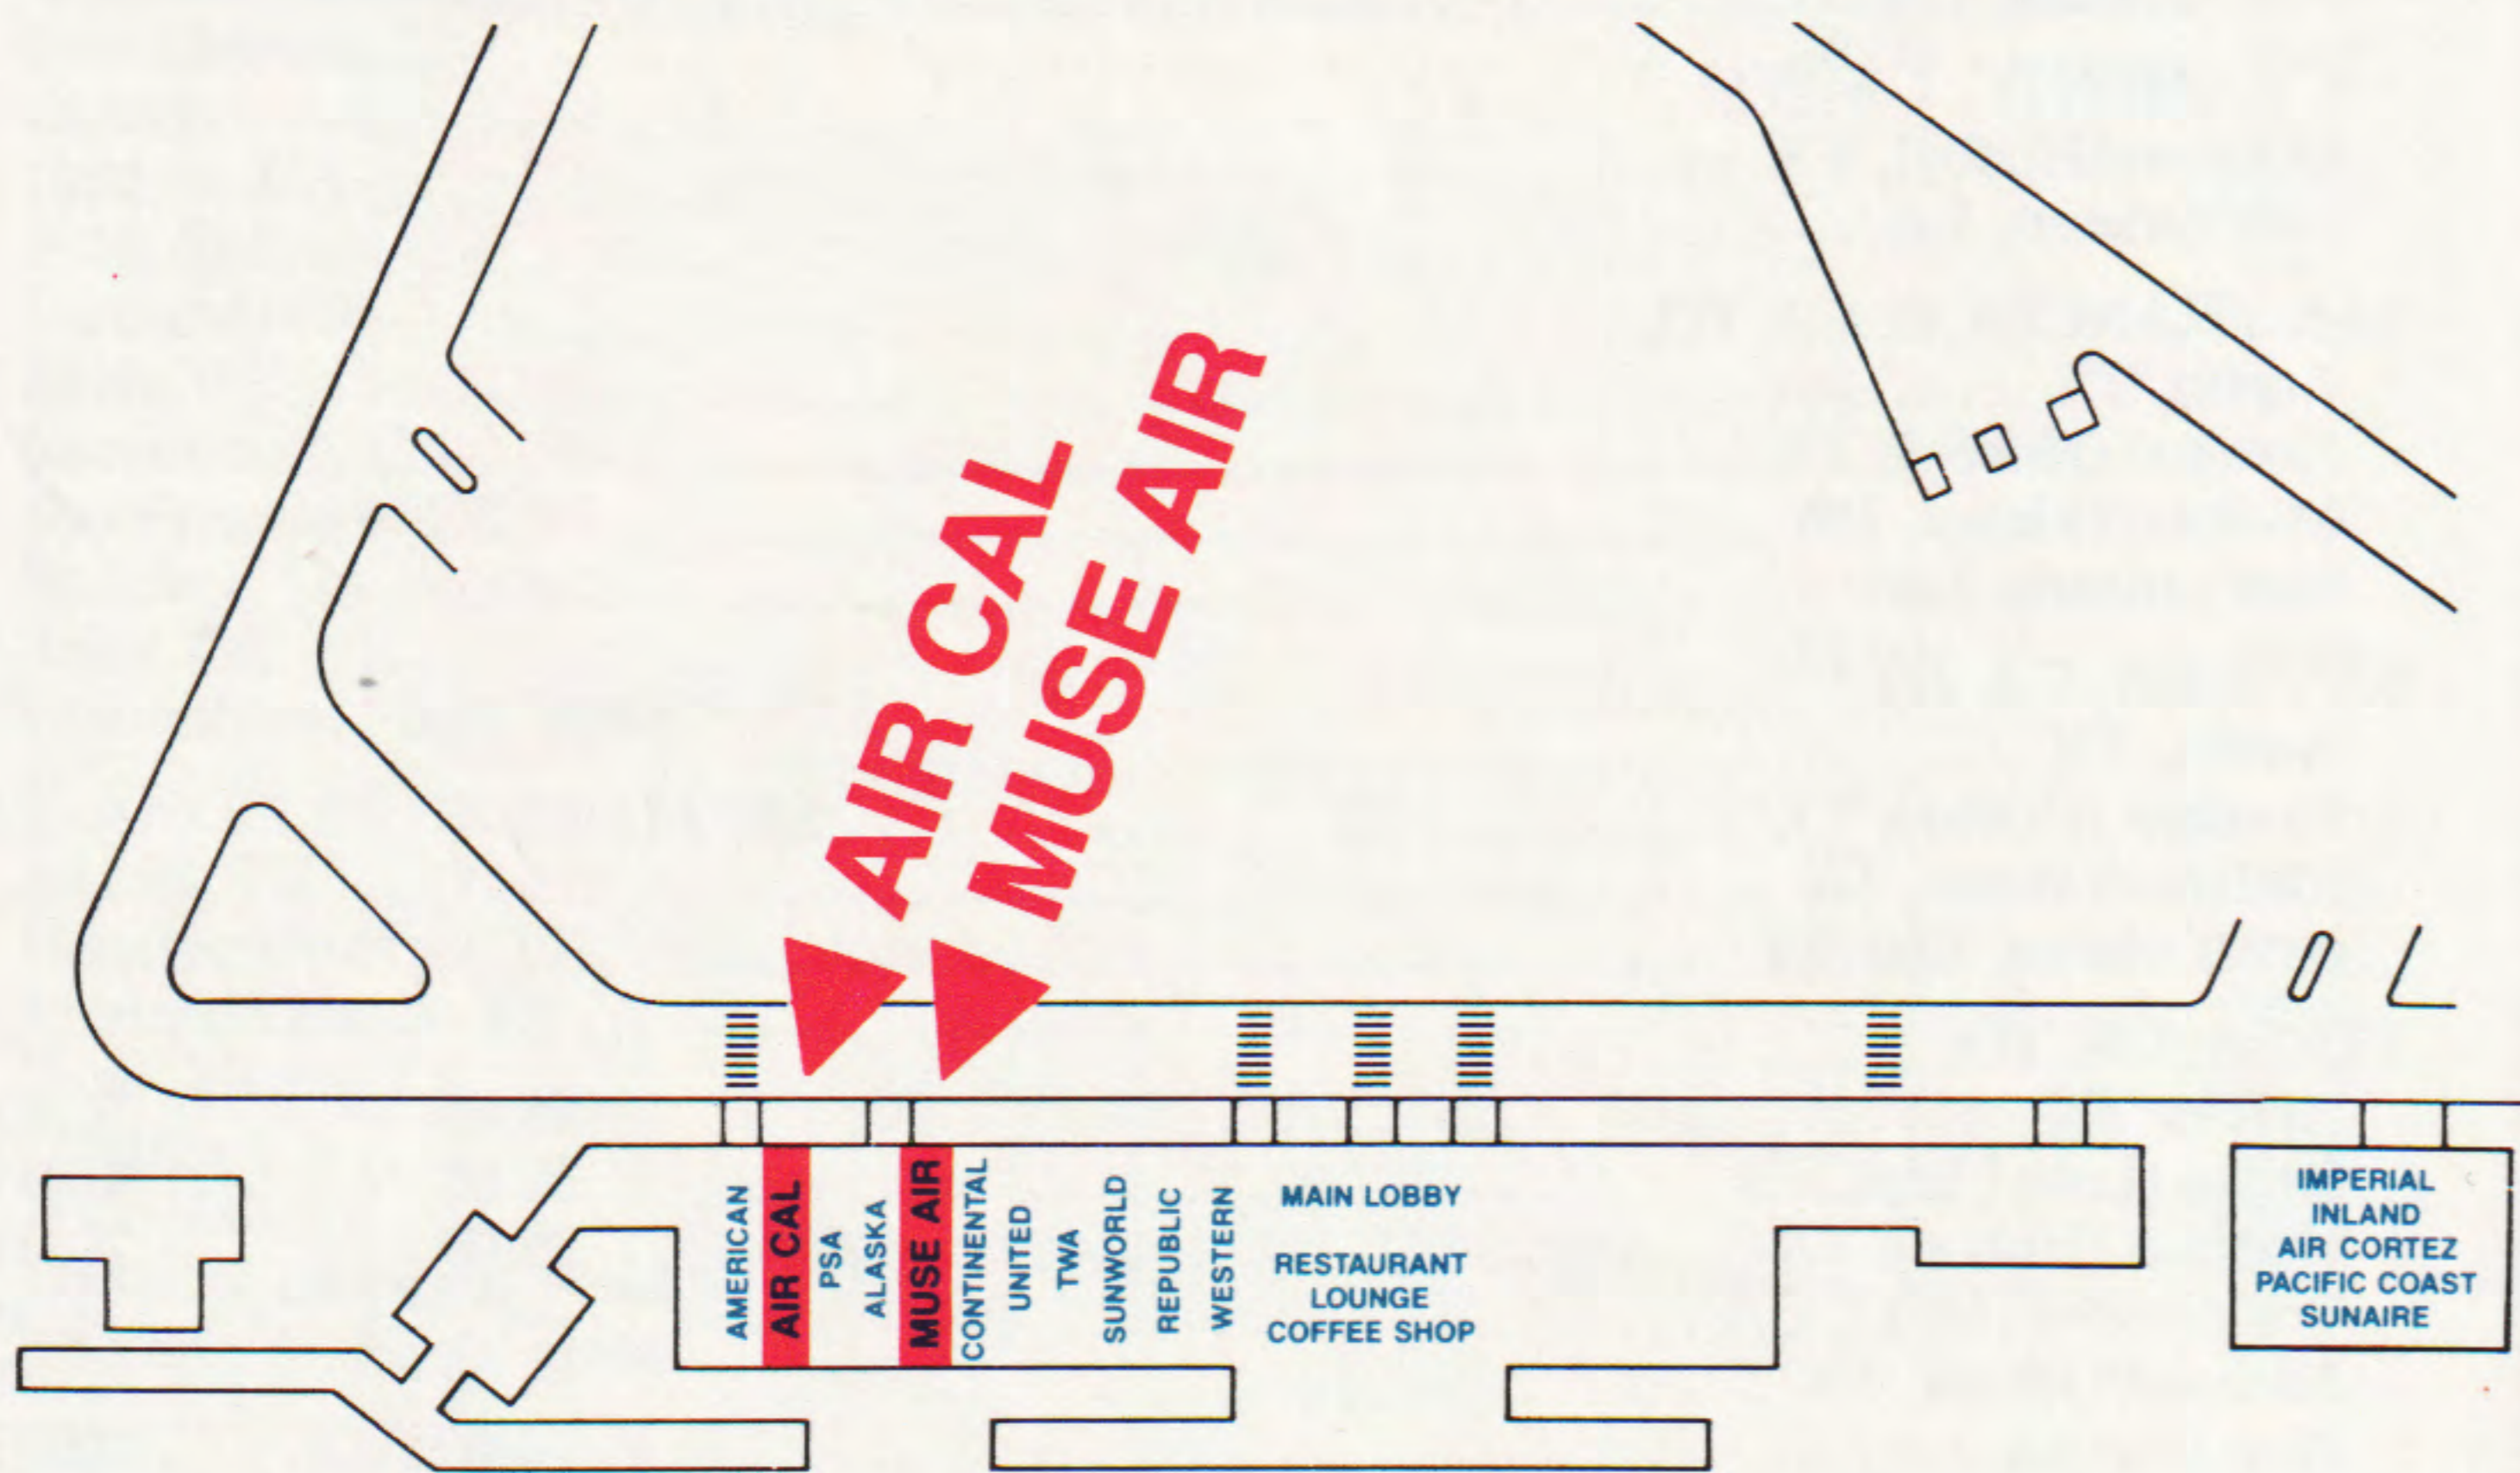 AIR CAL
MUSE AIR
AMERICAN
AIR CAL
PSA
ALASKA
MUSE AIR
CONTINENTAL
UNITED
TWA
SUNWORLD
REPUBLIC
WESTERN
MAIN LOBBY
RESTAURANT
LOUNGE
COFFEE SHOP
IMPERIAL
INLAND
AIR CORTEZ
PACIFIC COAST
SUNAIRE